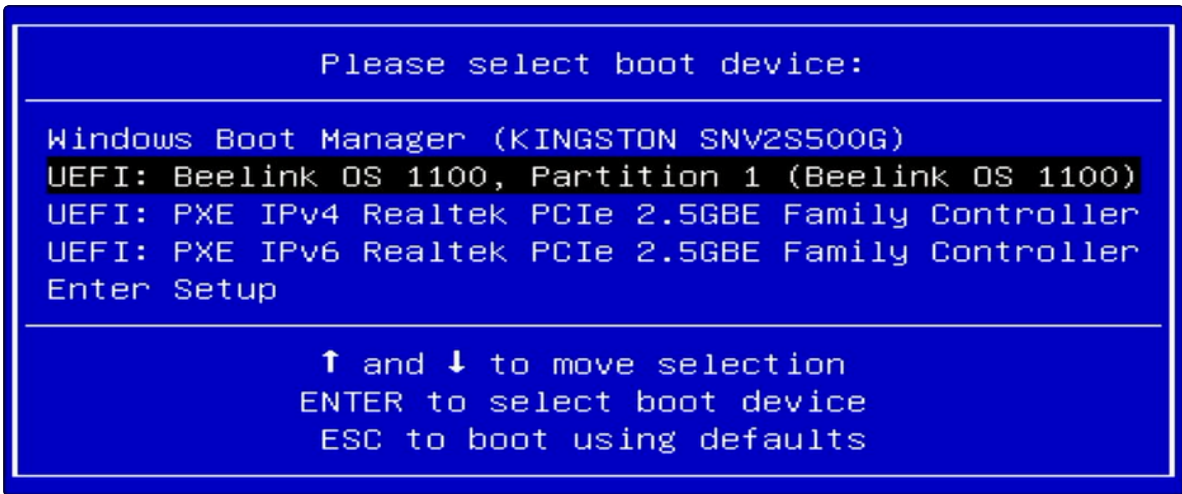 Please select boot device:
Windows Boot Manager (KINGSTON SNV2S500G)
UEFI: Beelink OS 1100, Partition 1 (Beelink OS 1100)
UEFI: PXE IPv4 Realtek PCIe 2.5GBE Family Controller
UEFI: PXE IPv6 Realtek PCIe 2.5GBE Family Controller
Enter Setup
↑ and ↓ to move selection
ENTER to select boot device
ESC to boot using defaults